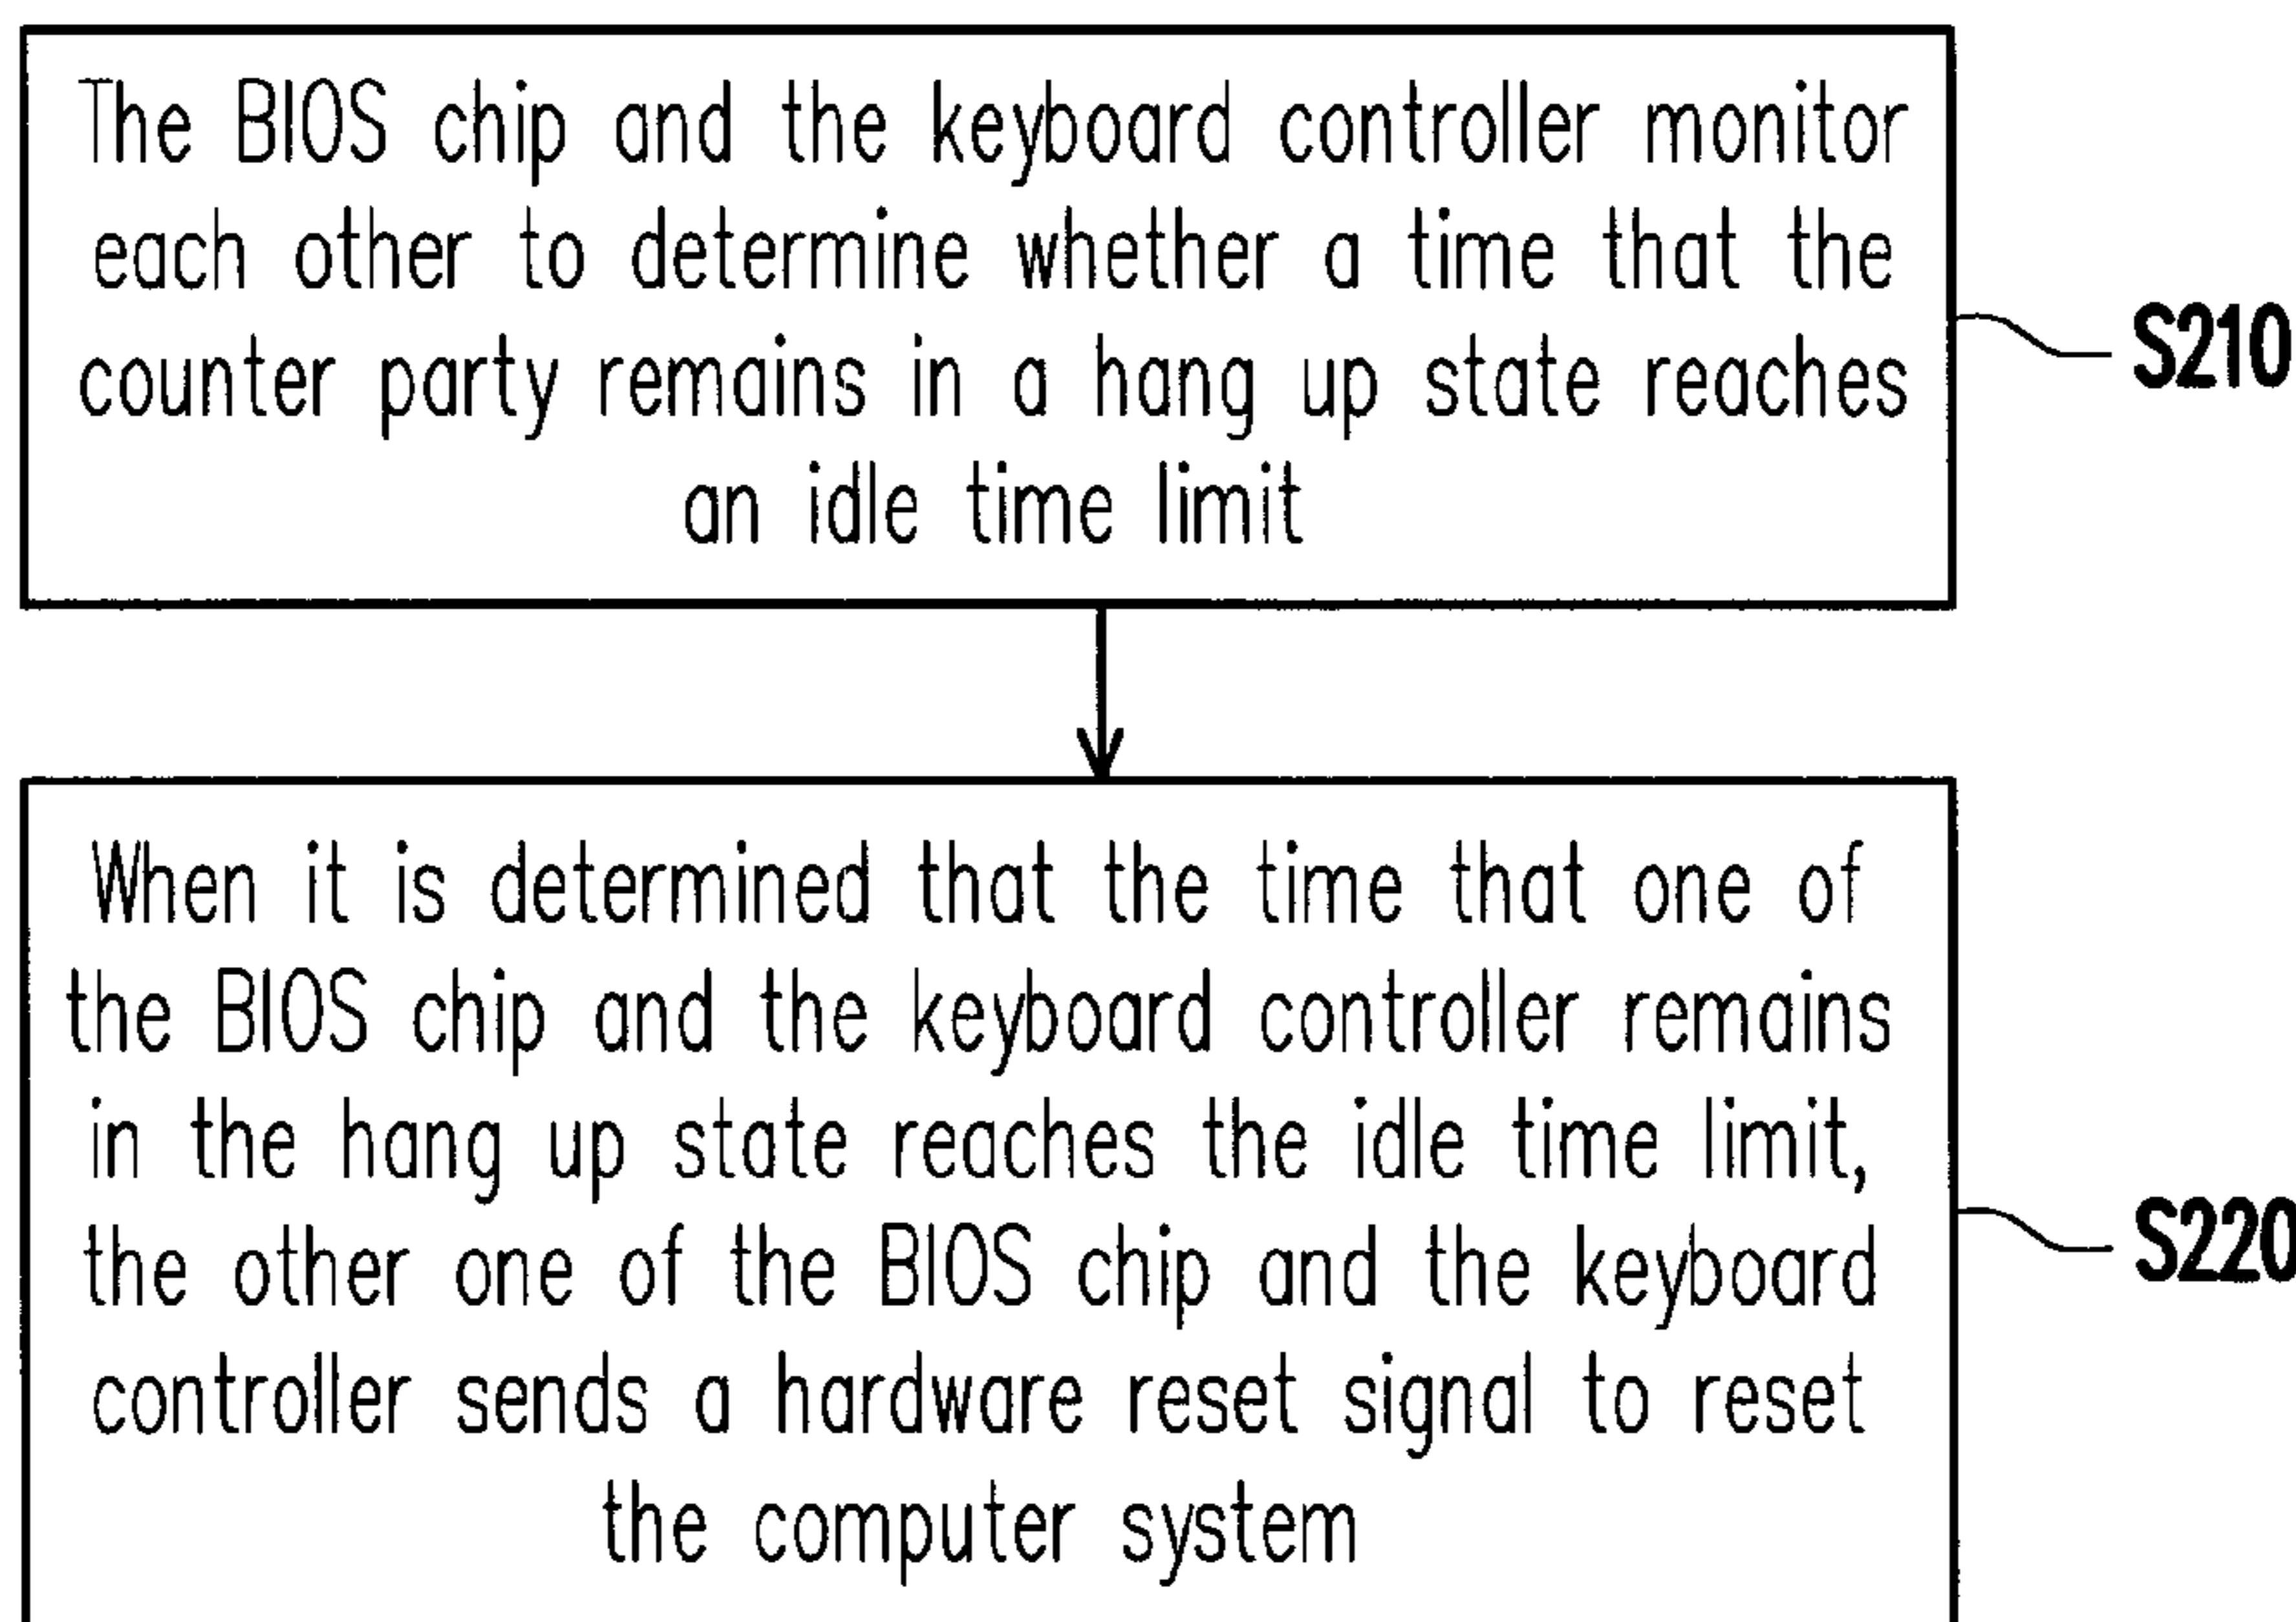 The BIOS chip and the keyboard controller monitor
each other to determine whether a time that the
counter party remains in a hang up state reaches
an idle time limit
S210
When it is determined that the time that one of
the BIOS chip and the keyboard controller remains
in the hang up state reaches the idle time limit,
the other one of the BIOS chip and the keyboard
controller sends a hardware reset signal to reset
the computer system
S220